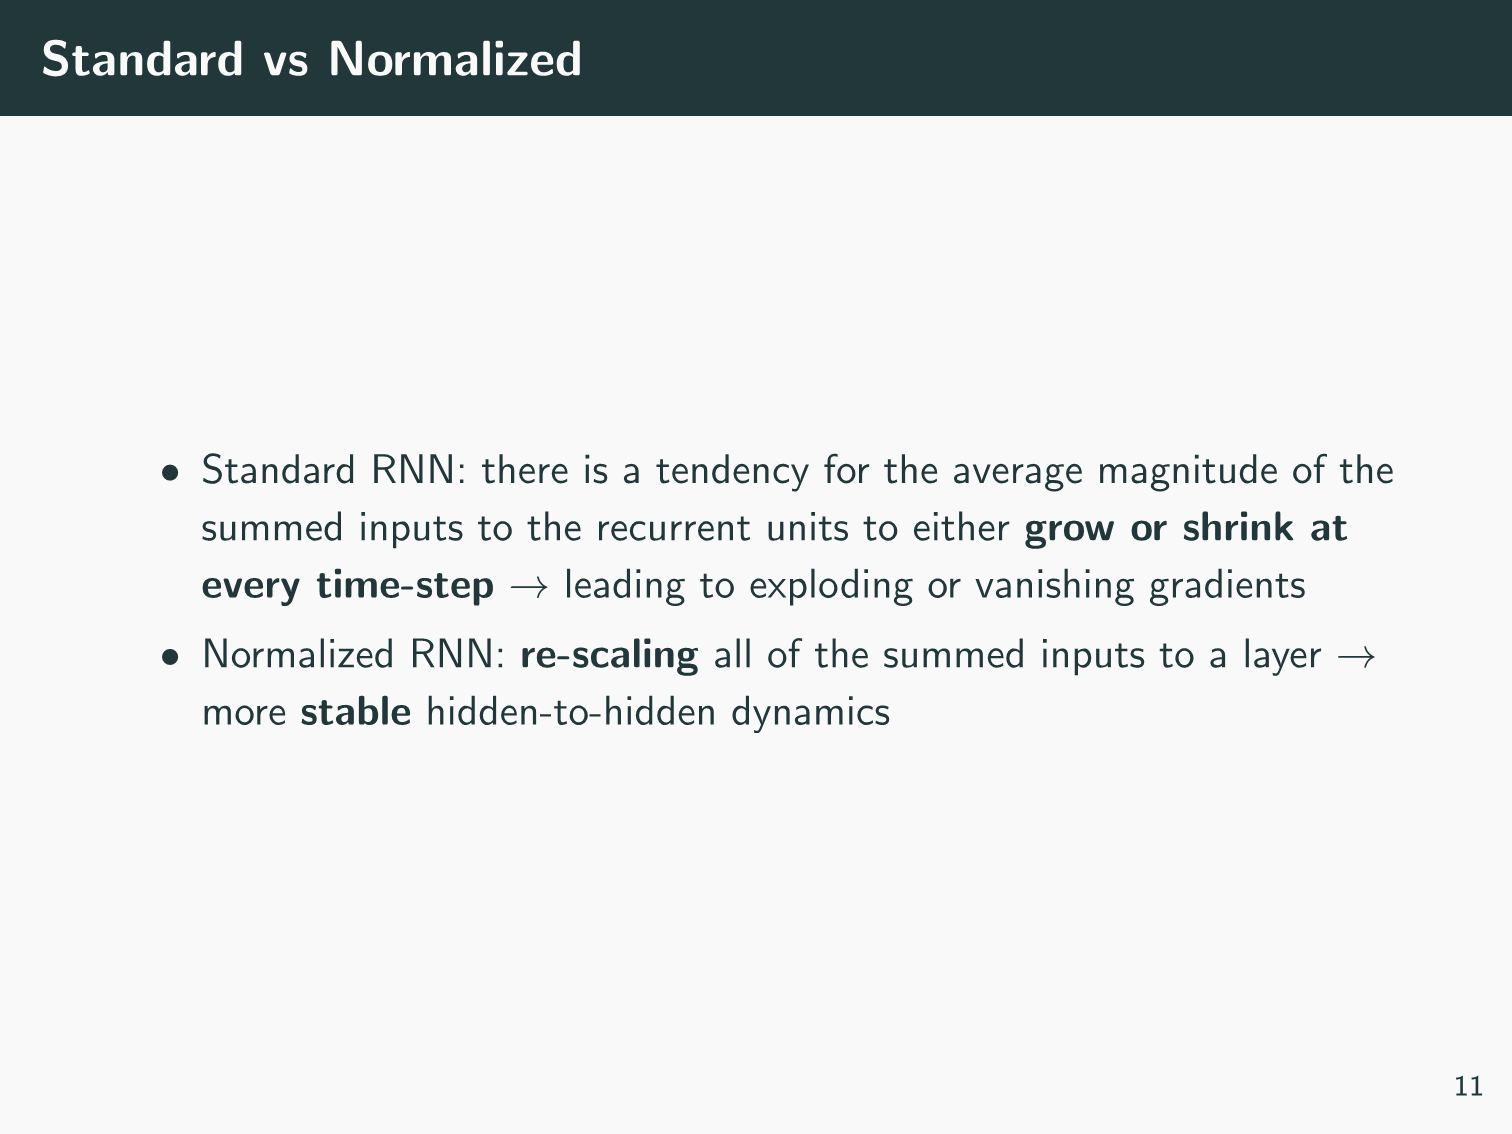 Standard vs Normalized
• Standard RNN: there is a tendency for the average magnitude of the
summed inputs to the recurrent units to either grow or shrink at
every time-step → leading to exploding or vanishing gradients
• Normalized RNN: re-scaling all of the summed inputs to a layer →
more stable hidden-to-hidden dynamics
11